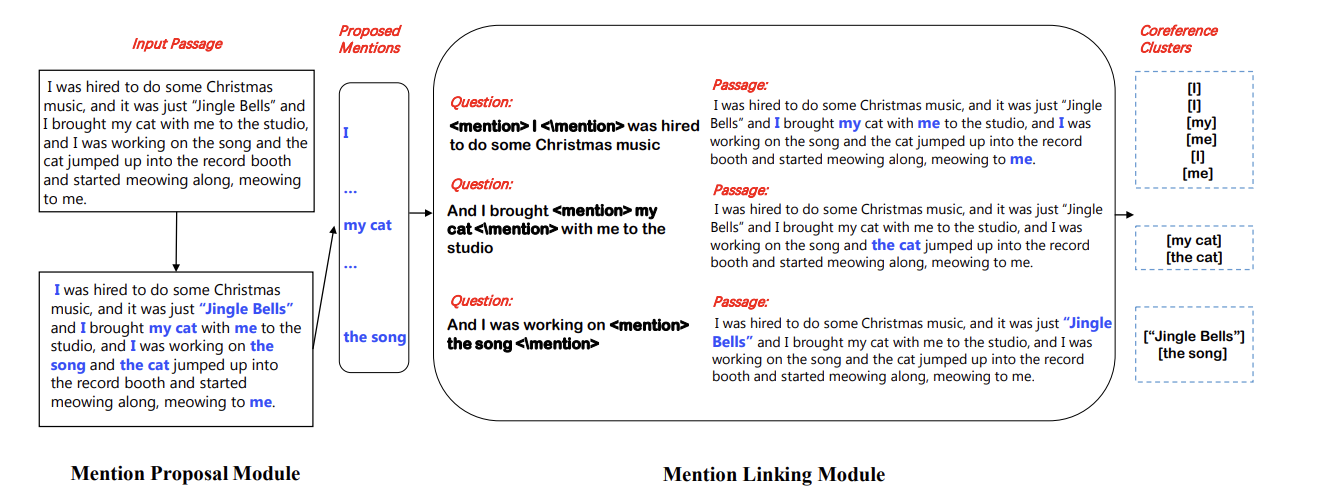 Input Passage
I was hired to do some Christmas
music, and it was just “Jingle Bells” and
I brought my cat with me to the studio,
and I was working on the song and the
cat jumped up into the record booth
and started meowing along, meowing
to me.
I was hired to do some Christmas
music, and it was just “Jingle Bells”
and I brought my cat with me to the
studio, and I was working on the
song and the cat jumped up into
the record booth and started
meowing along, meowing to me.
Mention Proposal Module
Proposed
Mentions
I
...
my cat
...
the song
Question:
<mention> I <\mention> was hired
to do some Christmas music
Passage:
I was hired to do some Christmas music, and it was just “Jingle
Bells” and I brought my cat with me to the studio, and I was
working on the song and the cat jumped up into the record
booth and started meowing along, meowing to me.
Question:
And I brought <mention> my
cat <\mention> with me to the
studio
Passage:
I was hired to do some Christmas music, and it was just “Jingle
Bells” and I brought my cat with me to the studio, and I was
working on the song and the cat jumped up into the record
booth and started meowing along, meowing to me.
Question:
And I was working on <mention>
the song <\mention>
Passage:
I was hired to do some Christmas music, and it was just “Jingle
Bells” and I brought my cat with me to the studio, and I was
working on the song and the cat jumped up into the record
booth and started meowing along, meowing to me.
Mention Linking Module
Coreference
Clusters
[I]
[I]
[my]
[me]
[I]
[me]
[my cat]
[the cat]
[“Jingle Bells”]
[the song]